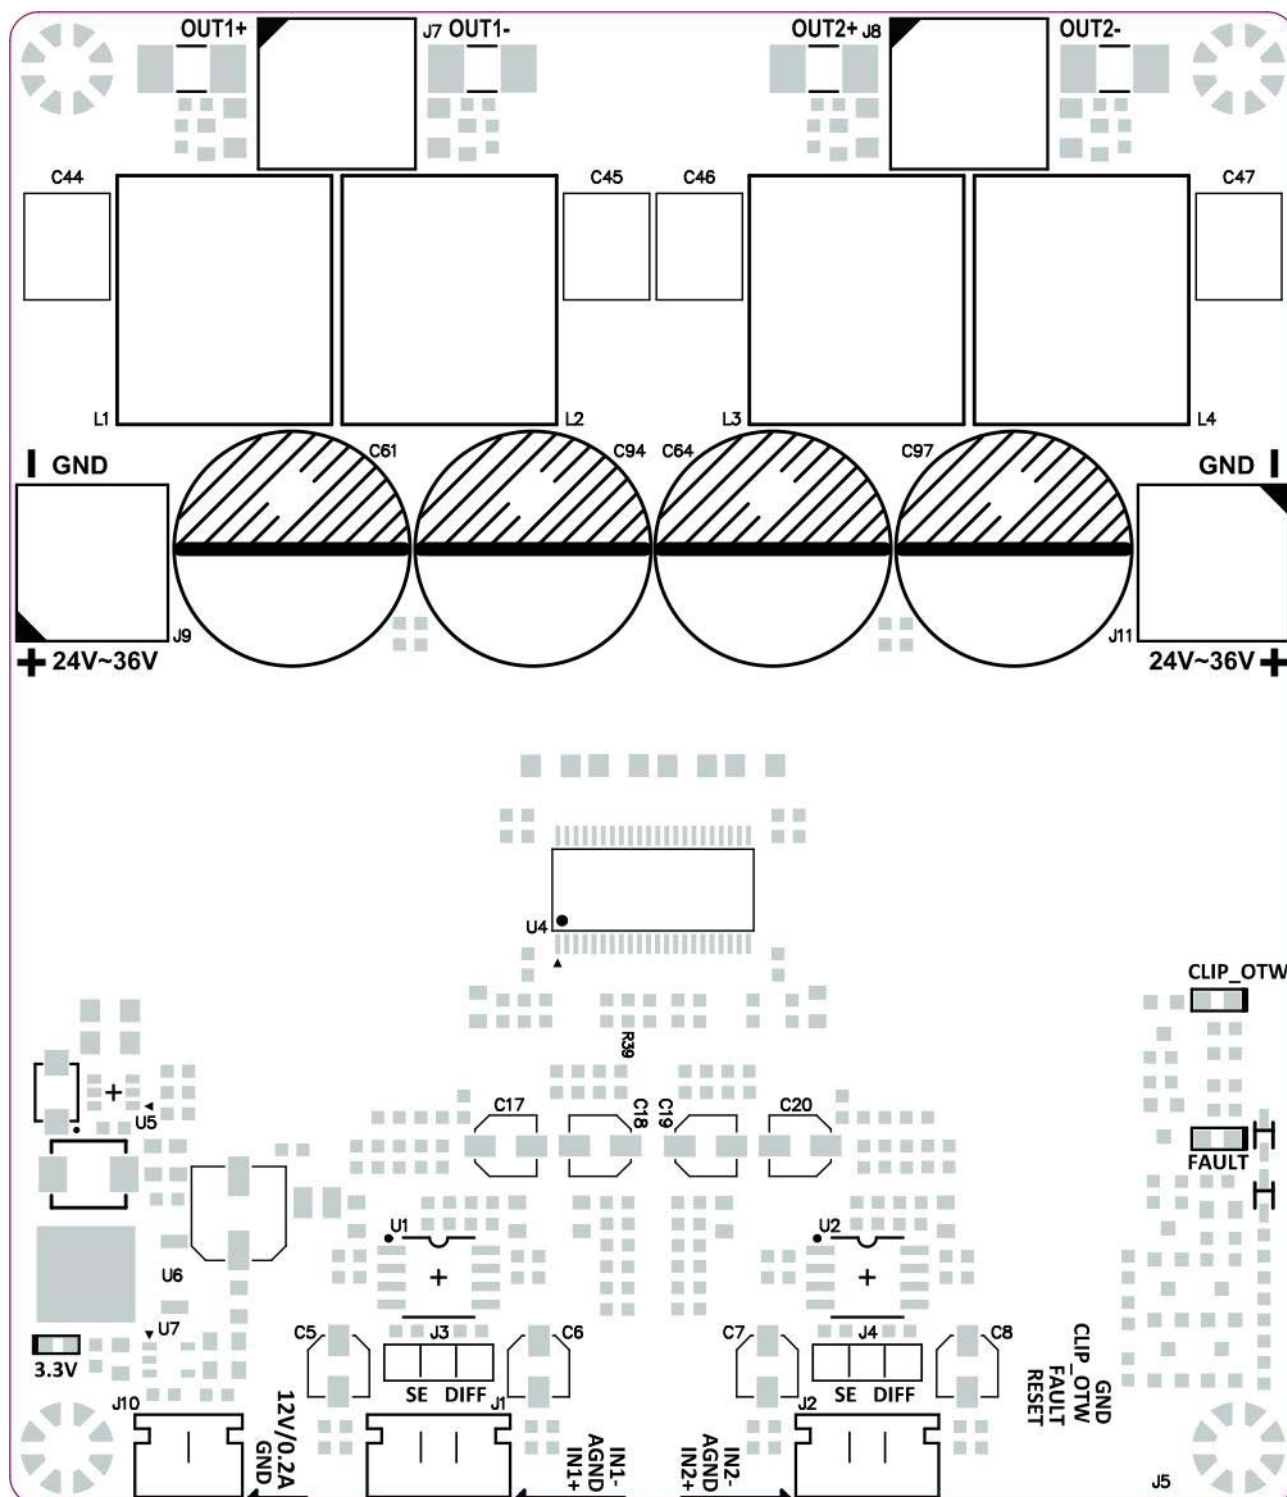 OUT1+
J7
OUT1-
OUT2+
J8
OUT2-
C44
C45
C46
C47
L1
L2
L3
L4
C61
C94
C64
C97
GND
GND
J9
J11
+ 24V~36V
24V~36V +
U4
CLIP_OTW
R39
U5
C17
C18
C19
C20
FAULT
U1
U2
U6
U7
3.3V
C5
J3
C6
C7
J4
C8
SE DIFF
SE DIFF
J10
12V/0.2A
GND
J1
IN1-
AGND
IN1+
IN2-
AGND
IN2+
J2
GND
CLIP_OTW
FAULT
RESET
J5